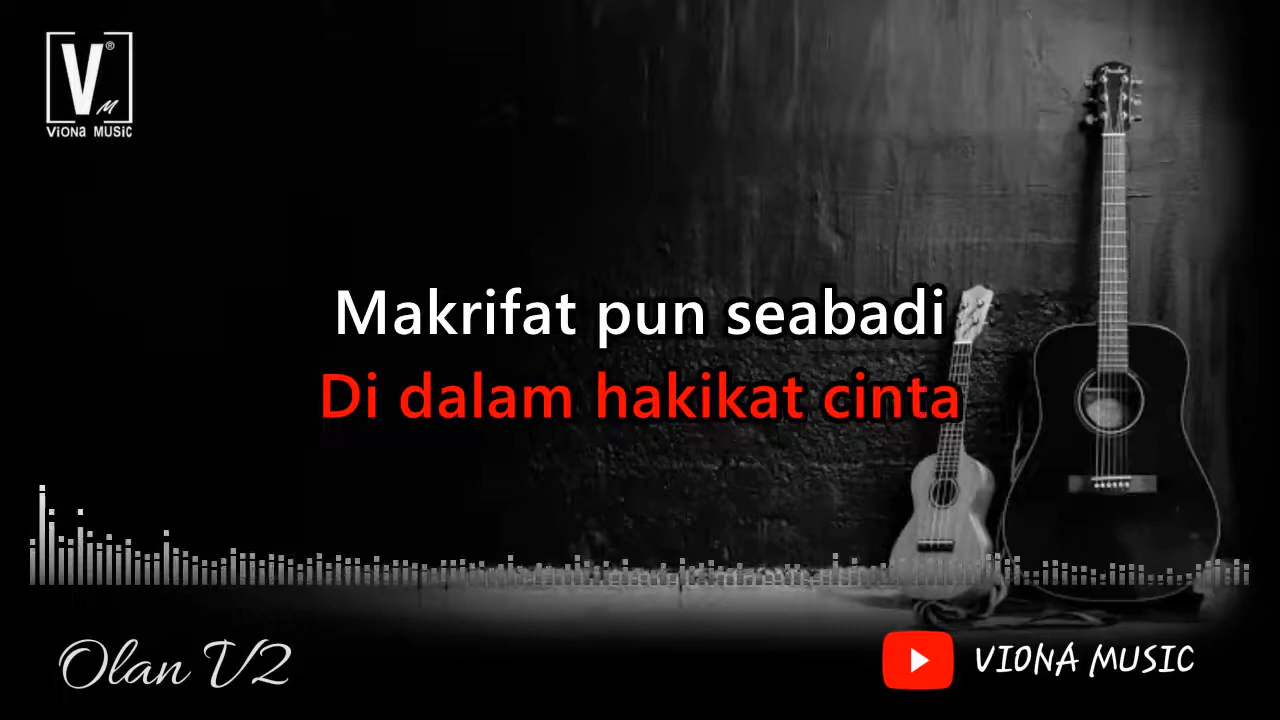 V®
M
ViONa MUSiC
Makrifat pun seabadi
Di dalam hakikat cinta
Olan V2
VIONA MUSIC